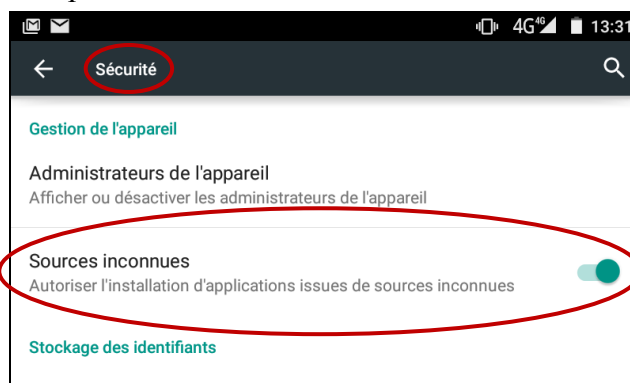 4G 4G 13:31
Sécurité
Gestion de l'appareil
Administrateurs de l'appareil
Afficher ou désactiver les administrateurs de l'appareil
Sources inconnues
Autoriser l'installation d'applications issues de sources inconnues
Stockage des identifiants